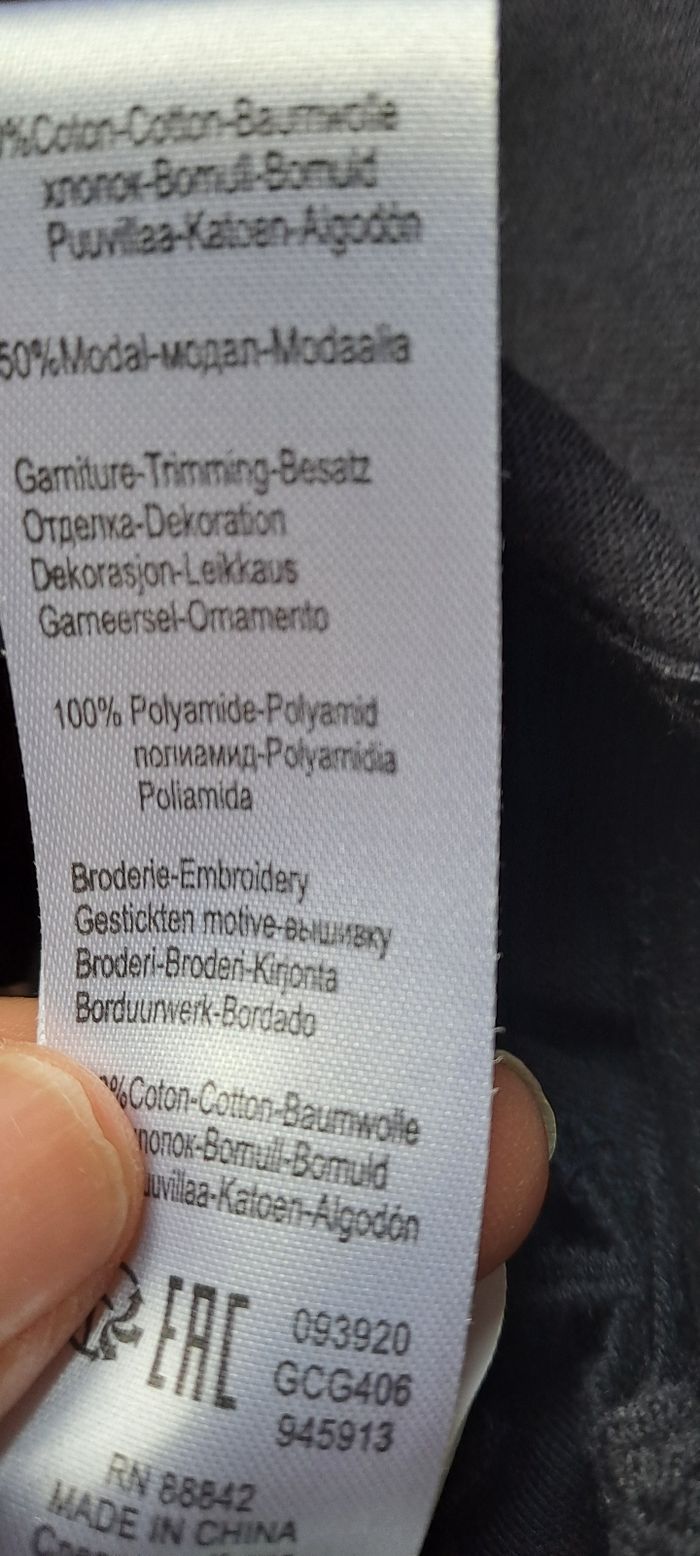 %Coton-Cotton-Baumwolle
хлопок-Bomull-Bomuld
Puuvillaa-Katoen-Algodón
50%Modal-модал-Modaalia
Garniture-Trimming-Besatz
Отделка-Dekoration
Dekorasjon-Leikkaus
Garneersel-Ornamento
100% Polyamide-Polyamid
полиамид-Polyamidia
Poliamida
Broderie-Embroidery
Gestickten motive-вышивку
Broderi-Broderi-Kirjonta
Borduurwerk-Bordado
%Coton-Cotton-Baumwolle
лопок-Bomull-Bomuld
uuvillaa-Katoen-Algodón
EAC
093920
GCG406
945913
RN 88842
MADE IN CHINA